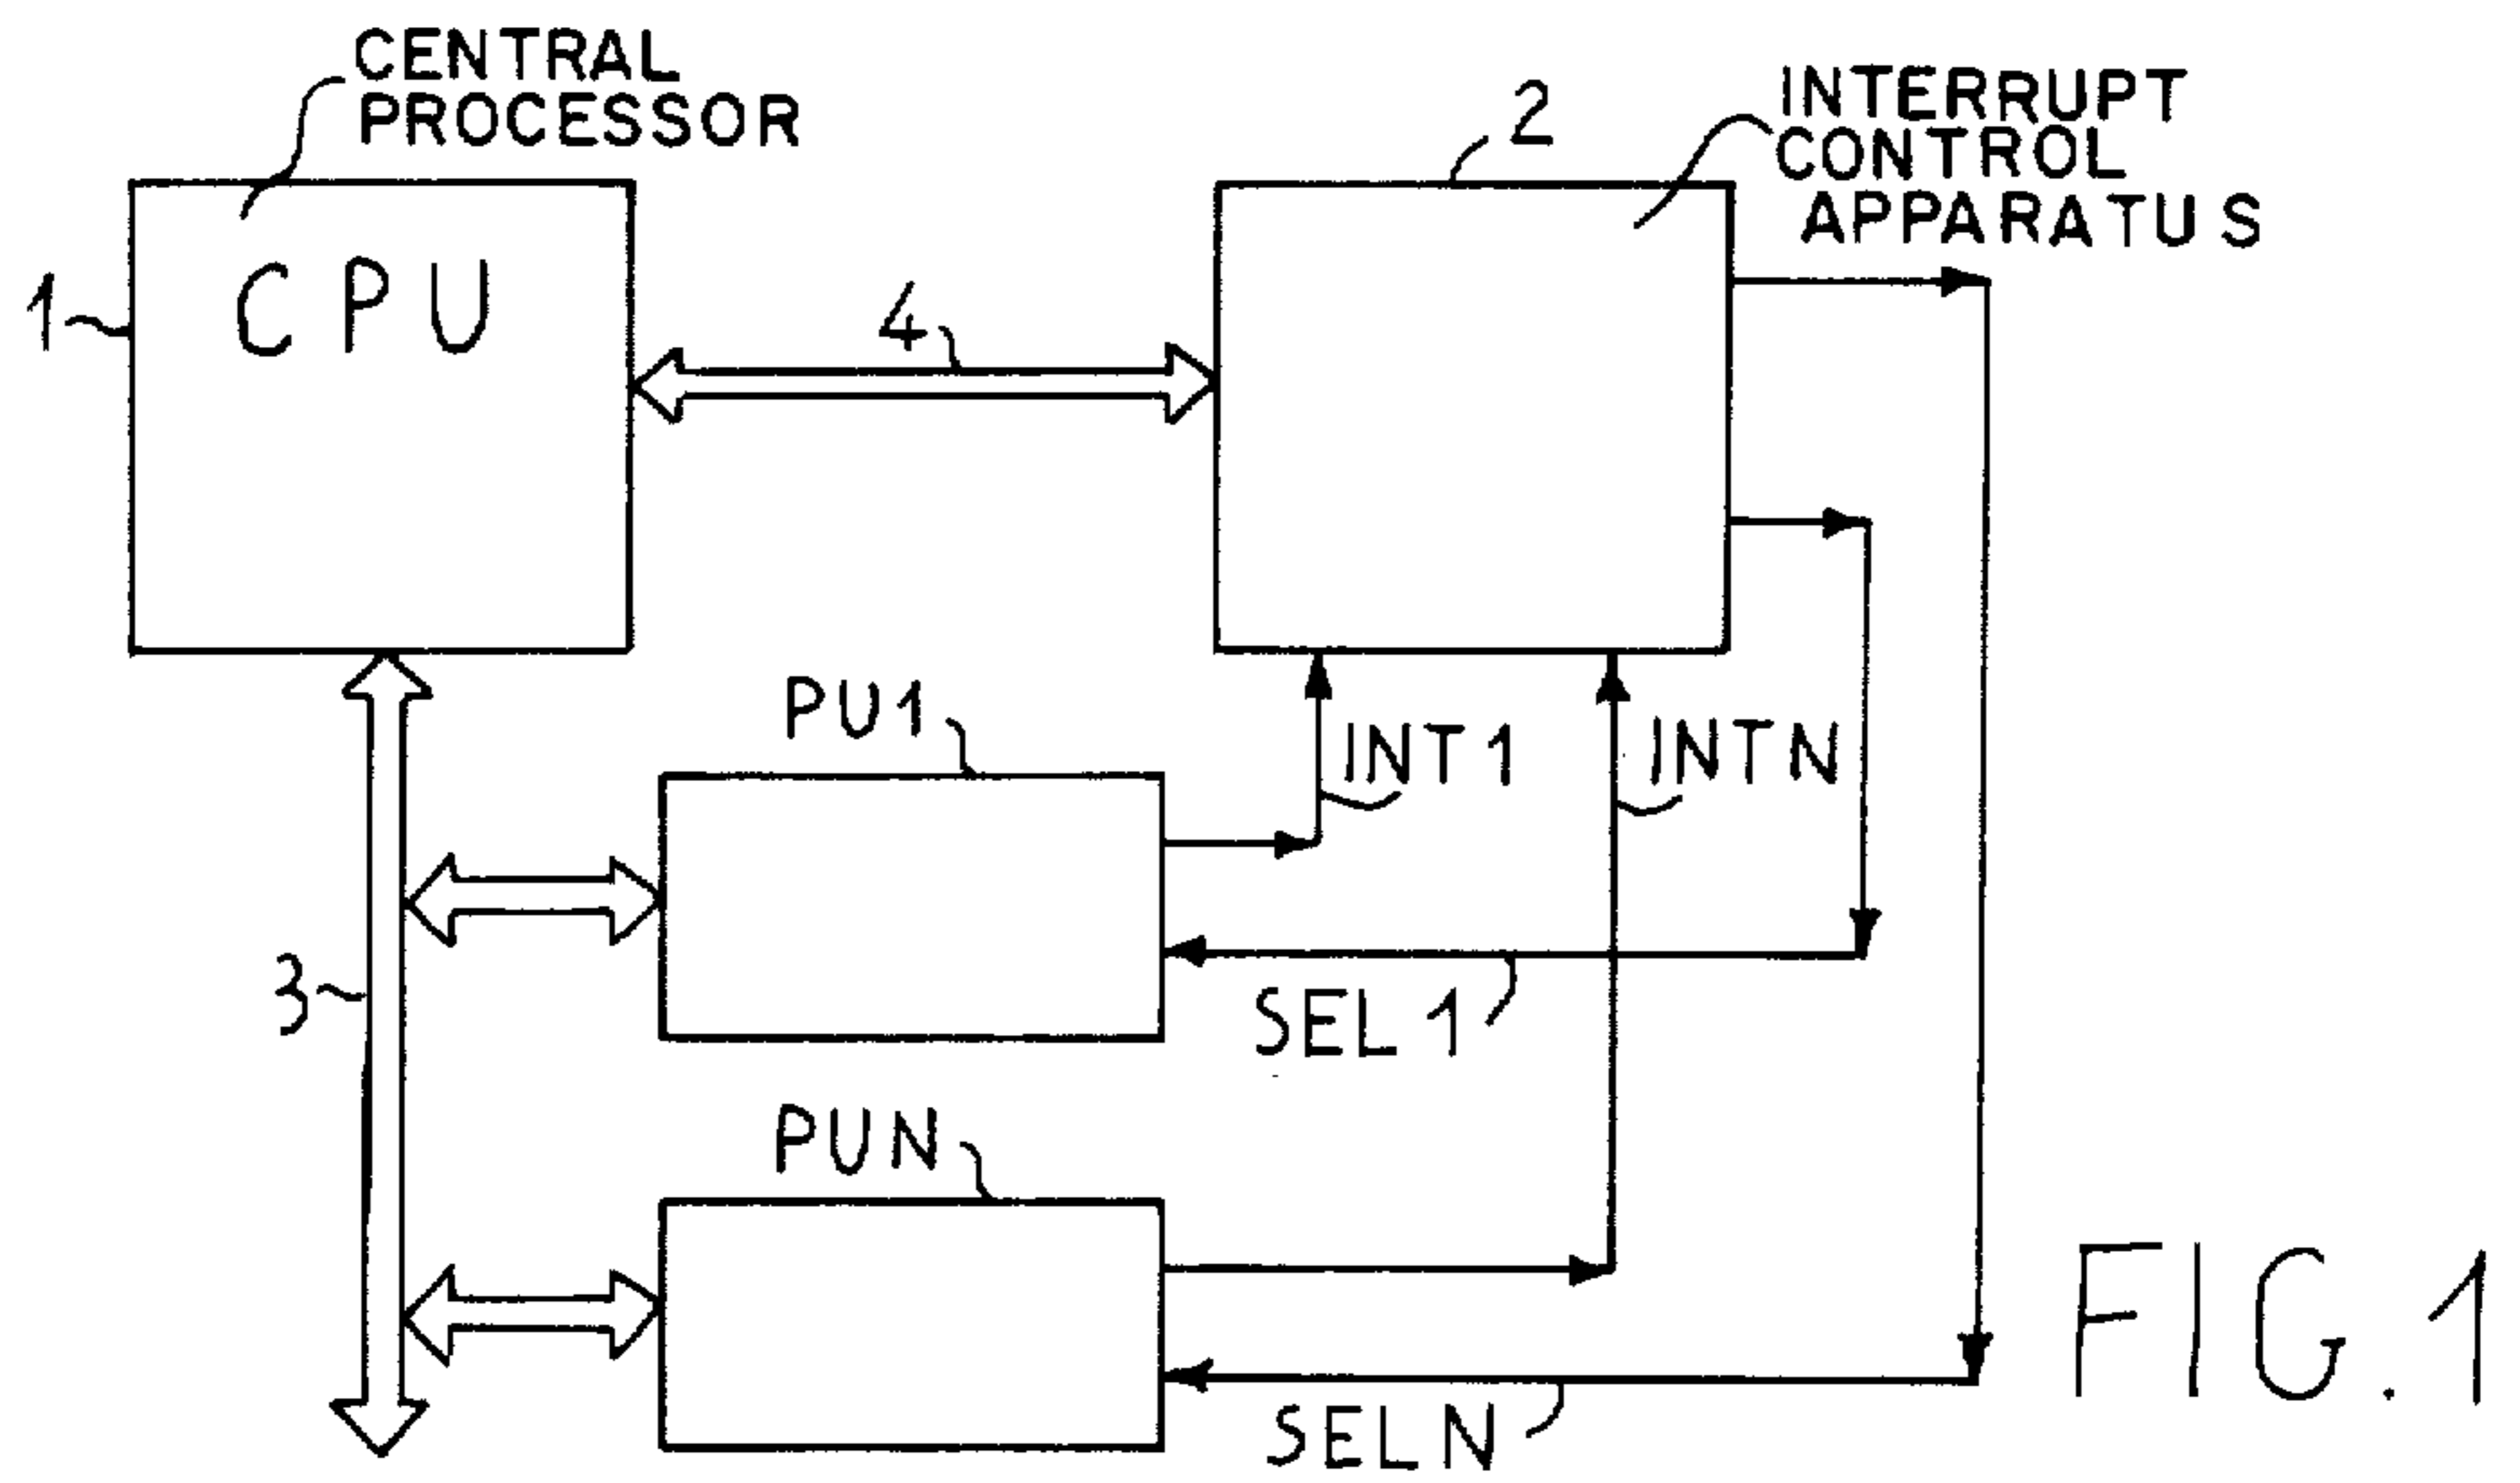 CENTRAL
PROCESSOR
2
INTERRUPT
CONTROL
APPARATUS
1
CPU
4
PU1
INT1
INTN
3
SEL 1
PUN
SELN
FIG.1